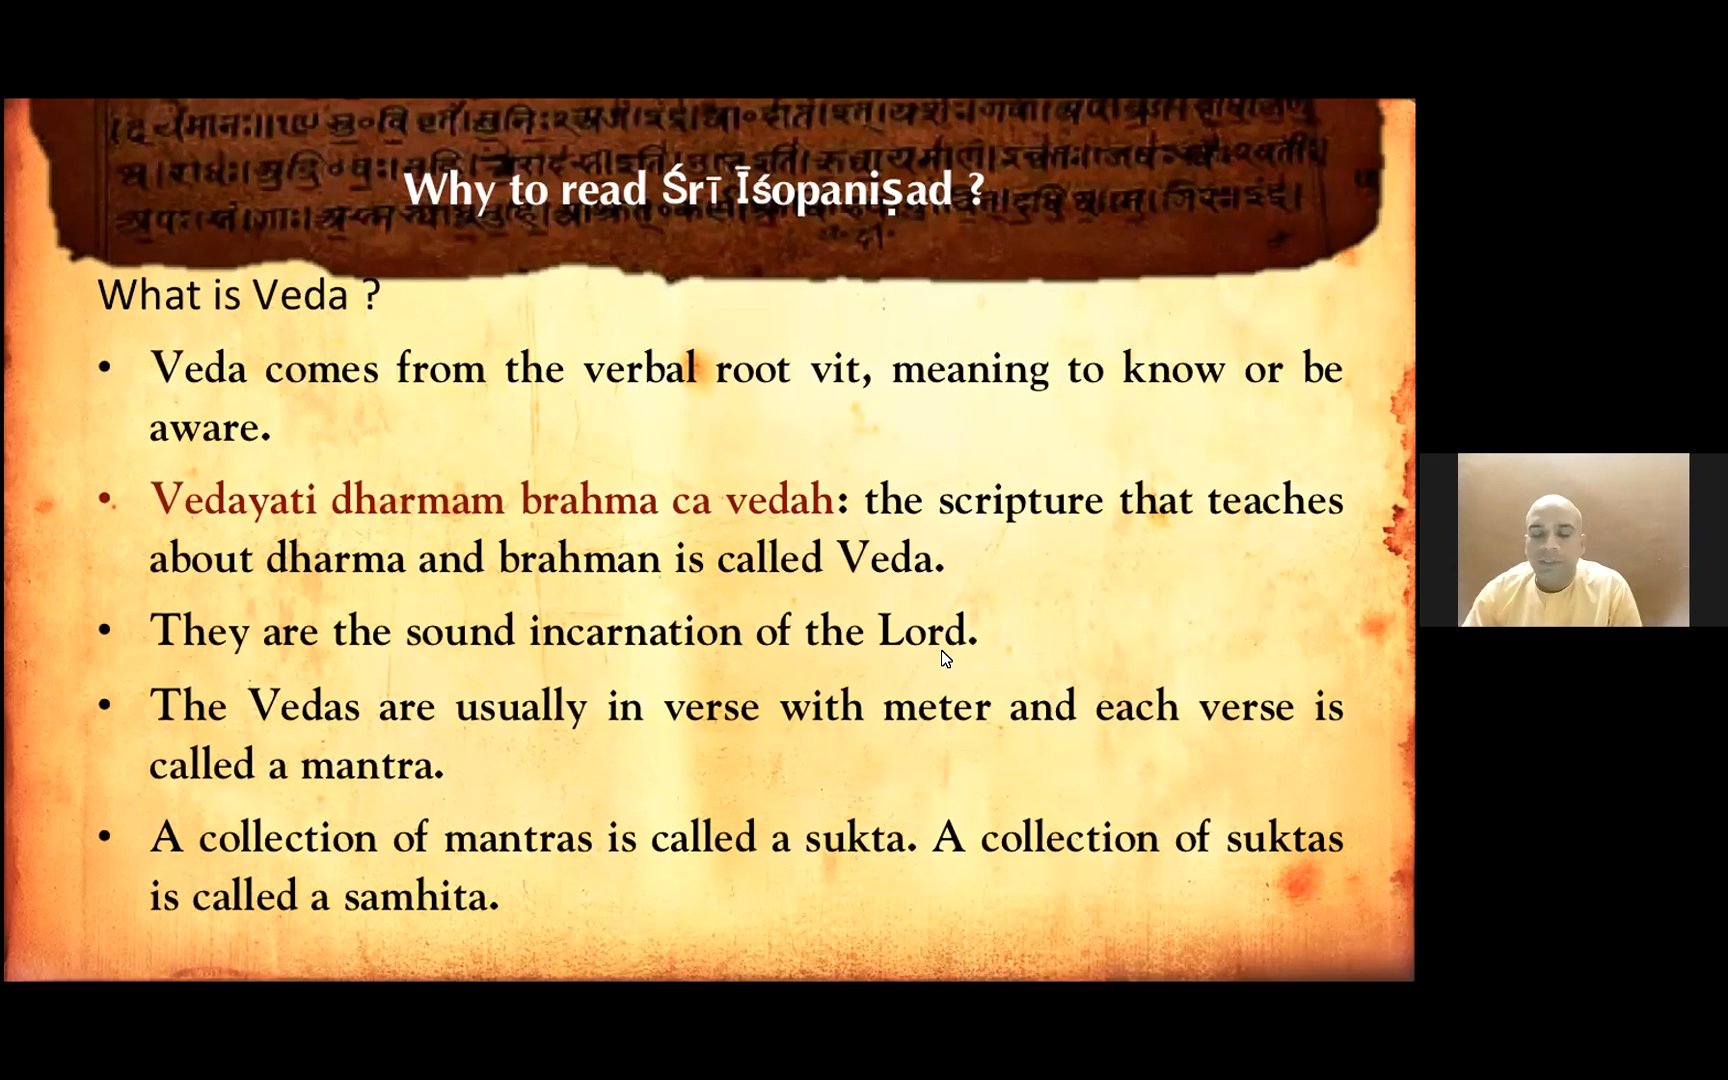 Why to read Śrī Īśopaniṣad ?
What is Veda ?
• Veda comes from the verbal root vit, meaning to know or be
aware.
• Vedayati dharmam brahma ca vedah: the scripture that teaches
about dharma and brahman is called Veda.
• They are the sound incarnation of the Lord.
• The Vedas are usually in verse with meter and each verse is
called a mantra.
• A collection of mantras is called a sukta. A collection of suktas
is called a samhita.